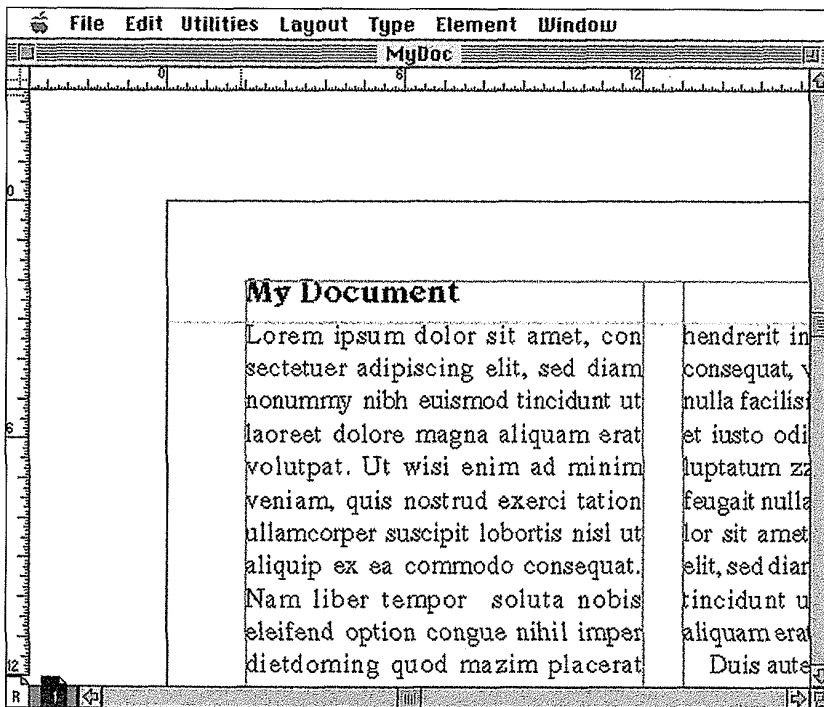 File Edit Utilities Layout Type Element Window
MyDoc
0 6 12
0
6
12
My Document
Lorem ipsum dolor sit amet, con
sectetuer adipiscing elit, sed diam
nonummy nibh euismod tincidunt ut
laoreet dolore magna aliquam erat
volutpat. Ut wisi enim ad minim
veniam, quis nostrud exerci tation
ullamcorper suscipit lobortis nisl ut
aliquip ex ea commodo consequat.
Nam liber tempor soluta nobis
eleifend option congue nihil imper
dietdoming quod mazim placerat
hendrerit in
consequat, v
nulla facilisi
et iusto odi
luptatum zz
feugait nulla
lor sit amet
elit, sed diam
tincidunt u
aliquam erat
Duis aute
R 1